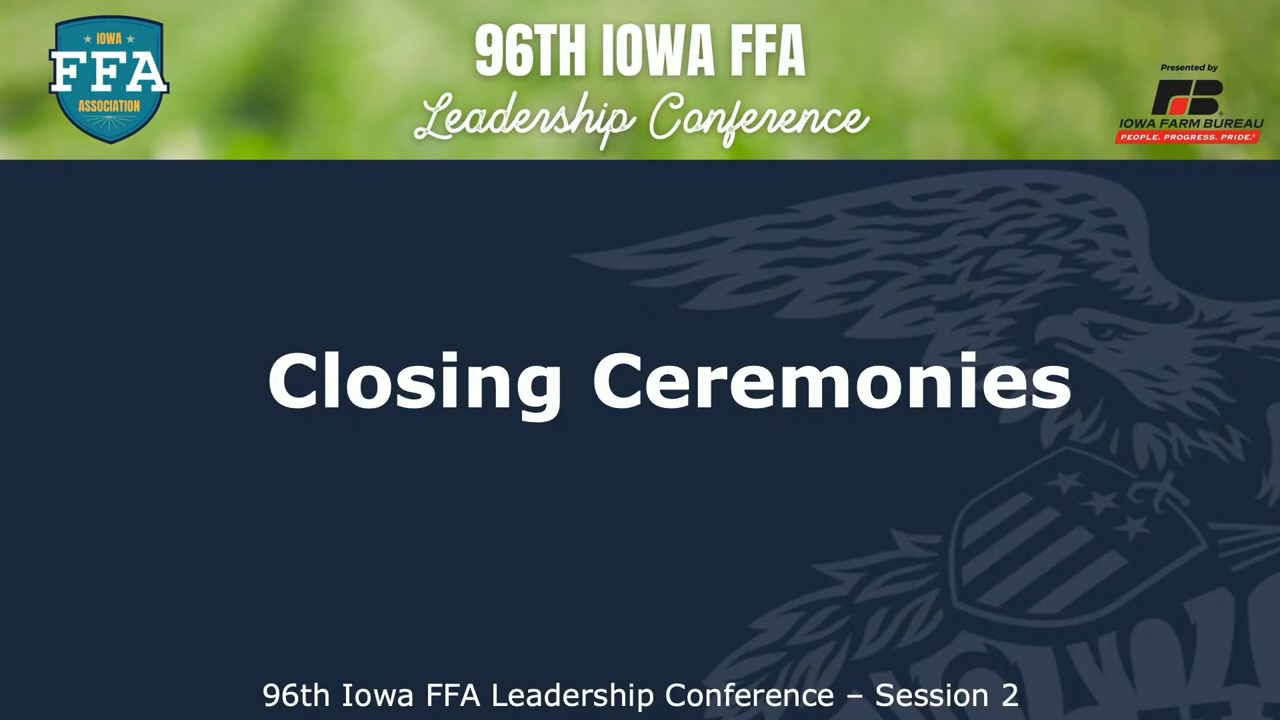 IOWA
FFA
ASSOCIATION
96TH IOWA FFA
Leadership Conference
Presented by
FB
IOWA FARM BUREAU
PEOPLE. PROGRESS. PRIDE.®
Closing Ceremonies
96th Iowa FFA Leadership Conference – Session 2